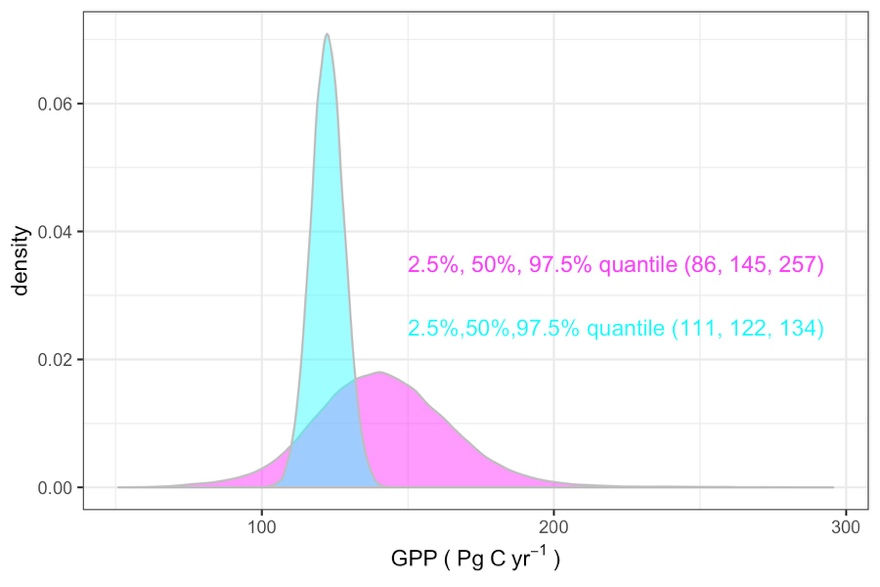 0.06
0.04
0.02
0.00
density
2.5%, 50%, 97.5% quantile (86, 145, 257)
2.5%,50%,97.5% quantile (111, 122, 134)
100 200 300
GPP ( Pg C yr⁻¹ )